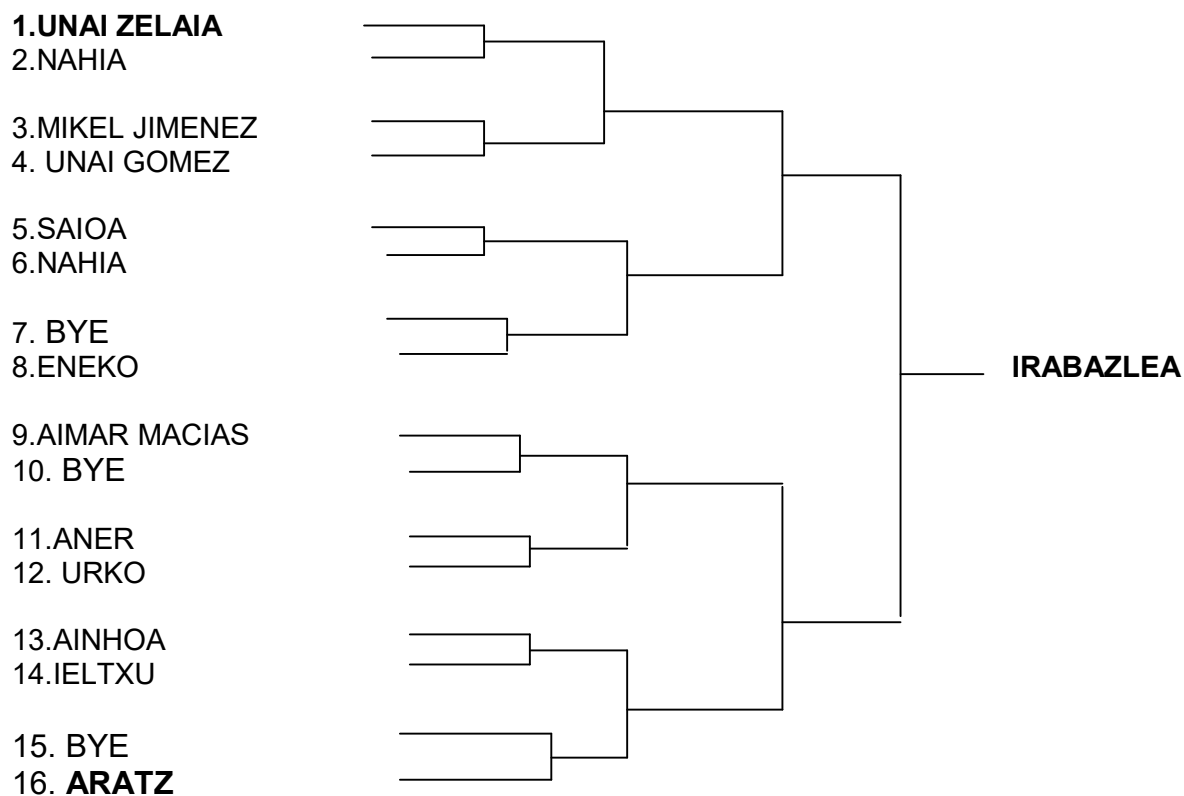 1.UNAI ZELAIA
2.NAHIA
3.MIKEL JIMENEZ
4. UNAI GOMEZ
5.SAIOA
6.NAHIA
7. BYE
8.ENEKO
IRABAZLEA
9.AIMAR MACIAS
10. BYE
11.ANER
12. URKO
13.AINHOA
14.IELTXU
15. BYE
16. ARATZ